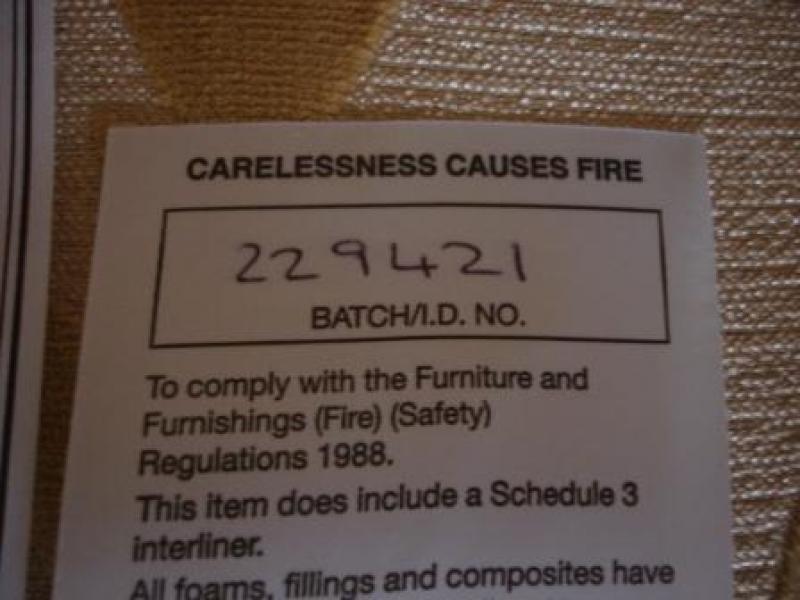 CARELESSNESS CAUSES FIRE
229421
BATCH/I.D. NO.
To comply with the Furniture and
Furnishings (Fire) (Safety)
Regulations 1988.
This item does include a Schedule 3
interliner.
All foams, fillings and composites have